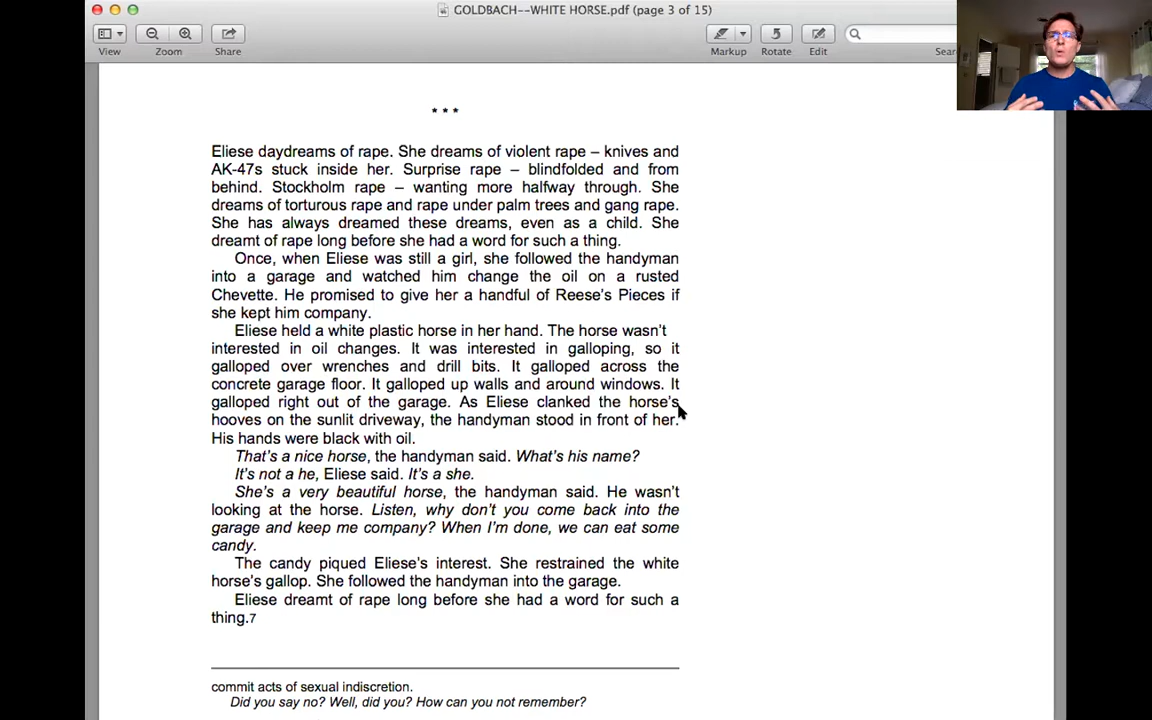 GOLDBACH--WHITE HORSE.pdf (page 3 of 15)
View
Zoom
Share
Markup
Rotate
Edit
* * *
Eliese daydreams of rape. She dreams of violent rape – knives and
AK-47s stuck inside her. Surprise rape – blindfolded and from
behind. Stockholm rape – wanting more halfway through. She
dreams of torturous rape and rape under palm trees and gang rape.
She has always dreamed these dreams, even as a child. She
dreamt of rape long before she had a word for such a thing.
Once, when Eliese was still a girl, she followed the handyman
into a garage and watched him change the oil on a rusted
Chevette. He promised to give her a handful of Reese's Pieces if
she kept him company.
Eliese held a white plastic horse in her hand. The horse wasn't
interested in oil changes. It was interested in galloping, so it
galloped over wrenches and drill bits. It galloped across the
concrete garage floor. It galloped up walls and around windows. It
galloped right out of the garage. As Eliese clanked the horse's
hooves on the sunlit driveway, the handyman stood in front of her.
His hands were black with oil.
That's a nice horse, the handyman said. What's his name?
It's not a he, Eliese said. It's a she.
She's a very beautiful horse, the handyman said. He wasn't
looking at the horse. Listen, why don't you come back into the
garage and keep me company? When I'm done, we can eat some
candy.
The candy piqued Eliese's interest. She restrained the white
horse's gallop. She followed the handyman into the garage.
Eliese dreamt of rape long before she had a word for such a
thing.7
commit acts of sexual indiscretion.
Did you say no? Well, did you? How can you not remember?